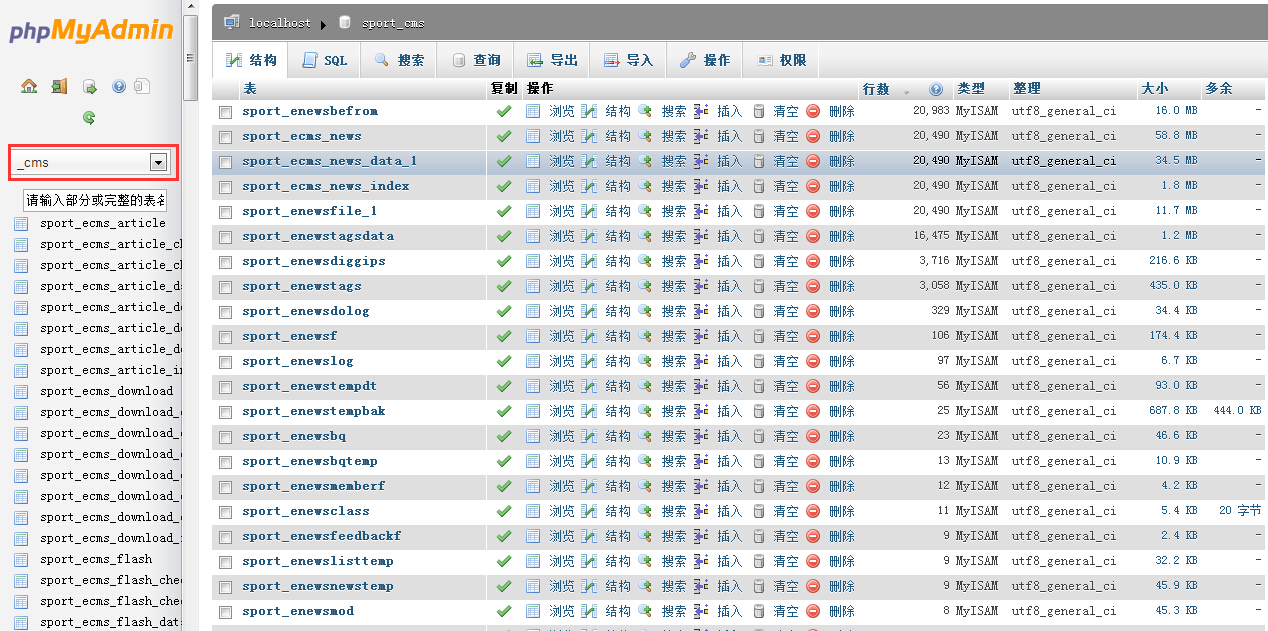 phpMyAdmin
_cms
请输入部分或完整的表名
sport_ecms_article
sport_ecms_article_cl
sport_ecms_article_cl
sport_ecms_article_da
sport_ecms_article_do
sport_ecms_article_do
sport_ecms_article_do
sport_ecms_article_in
sport_ecms_download
sport_ecms_download_
sport_ecms_download_
sport_ecms_download_
sport_ecms_download_
sport_ecms_download_
sport_ecms_download_
sport_ecms_download_
sport_ecms_flash
sport_ecms_flash_chec
sport_ecms_flash_chec
sport_ecms_flash_dat
localhost sport_cms
结构 SQL 搜索 查询 导出 导入 操作 权限
表 复制 操作 行数 类型 整理 大小 多余
sport_enewsbefrom 浏览 结构 搜索 插入 清空 删除 20,983 MyISAM utf8_general_ci 16.0 MB -
sport_ecms_news 浏览 结构 搜索 插入 清空 删除 20,490 MyISAM utf8_general_ci 58.8 MB -
sport_ecms_news_data_1 浏览 结构 搜索 插入 清空 删除 20,490 MyISAM utf8_general_ci 34.5 MB -
sport_ecms_news_index 浏览 结构 搜索 插入 清空 删除 20,490 MyISAM utf8_general_ci 1.8 MB -
sport_enewsfile_1 浏览 结构 搜索 插入 清空 删除 20,490 MyISAM utf8_general_ci 11.7 MB -
sport_enewstagsdata 浏览 结构 搜索 插入 清空 删除 16,475 MyISAM utf8_general_ci 1.2 MB -
sport_enewsdiggips 浏览 结构 搜索 插入 清空 删除 3,716 MyISAM utf8_general_ci 216.6 KB -
sport_enewstags 浏览 结构 搜索 插入 清空 删除 3,058 MyISAM utf8_general_ci 435.0 KB -
sport_enewsdolog 浏览 结构 搜索 插入 清空 删除 329 MyISAM utf8_general_ci 34.4 KB -
sport_enewsf 浏览 结构 搜索 插入 清空 删除 106 MyISAM utf8_general_ci 174.4 KB -
sport_enewslog 浏览 结构 搜索 插入 清空 删除 97 MyISAM utf8_general_ci 6.7 KB -
sport_enewstempdt 浏览 结构 搜索 插入 清空 删除 56 MyISAM utf8_general_ci 93.0 KB -
sport_enewstempbak 浏览 结构 搜索 插入 清空 删除 25 MyISAM utf8_general_ci 687.8 KB 444.0 KB
sport_enewsbq 浏览 结构 搜索 插入 清空 删除 23 MyISAM utf8_general_ci 46.6 KB -
sport_enewsbqtemp 浏览 结构 搜索 插入 清空 删除 13 MyISAM utf8_general_ci 10.9 KB -
sport_enewsmemberf 浏览 结构 搜索 插入 清空 删除 12 MyISAM utf8_general_ci 4.2 KB -
sport_enewsclass 浏览 结构 搜索 插入 清空 删除 11 MyISAM utf8_general_ci 5.4 KB 20 字节
sport_enewsfeedbackf 浏览 结构 搜索 插入 清空 删除 9 MyISAM utf8_general_ci 2.4 KB -
sport_enewslisttemp 浏览 结构 搜索 插入 清空 删除 9 MyISAM utf8_general_ci 32.2 KB -
sport_enewsnewstemp 浏览 结构 搜索 插入 清空 删除 9 MyISAM utf8_general_ci 45.9 KB -
sport_enewsmod 浏览 结构 搜索 插入 清空 删除 8 MyISAM utf8_general_ci 45.3 KB -